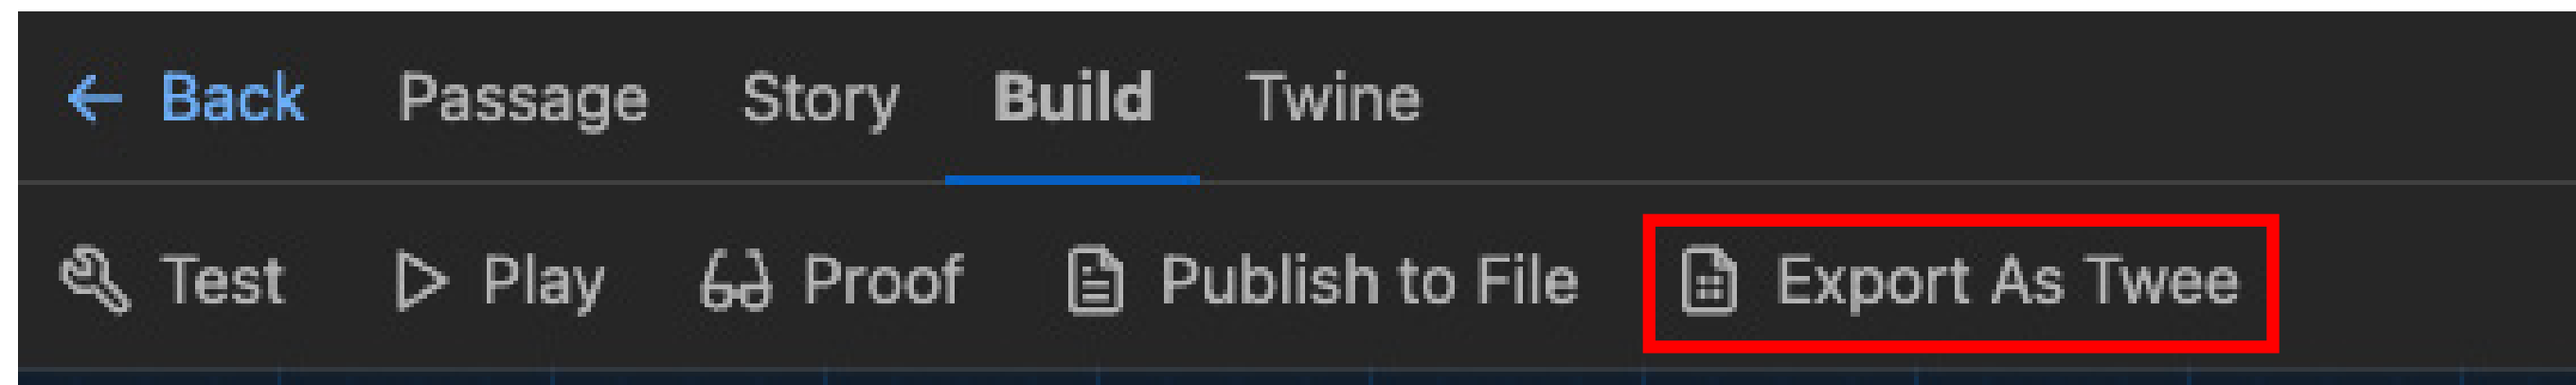 ← Back Passage Story Build Twine
Test Play Proof Publish to File Export As Twee